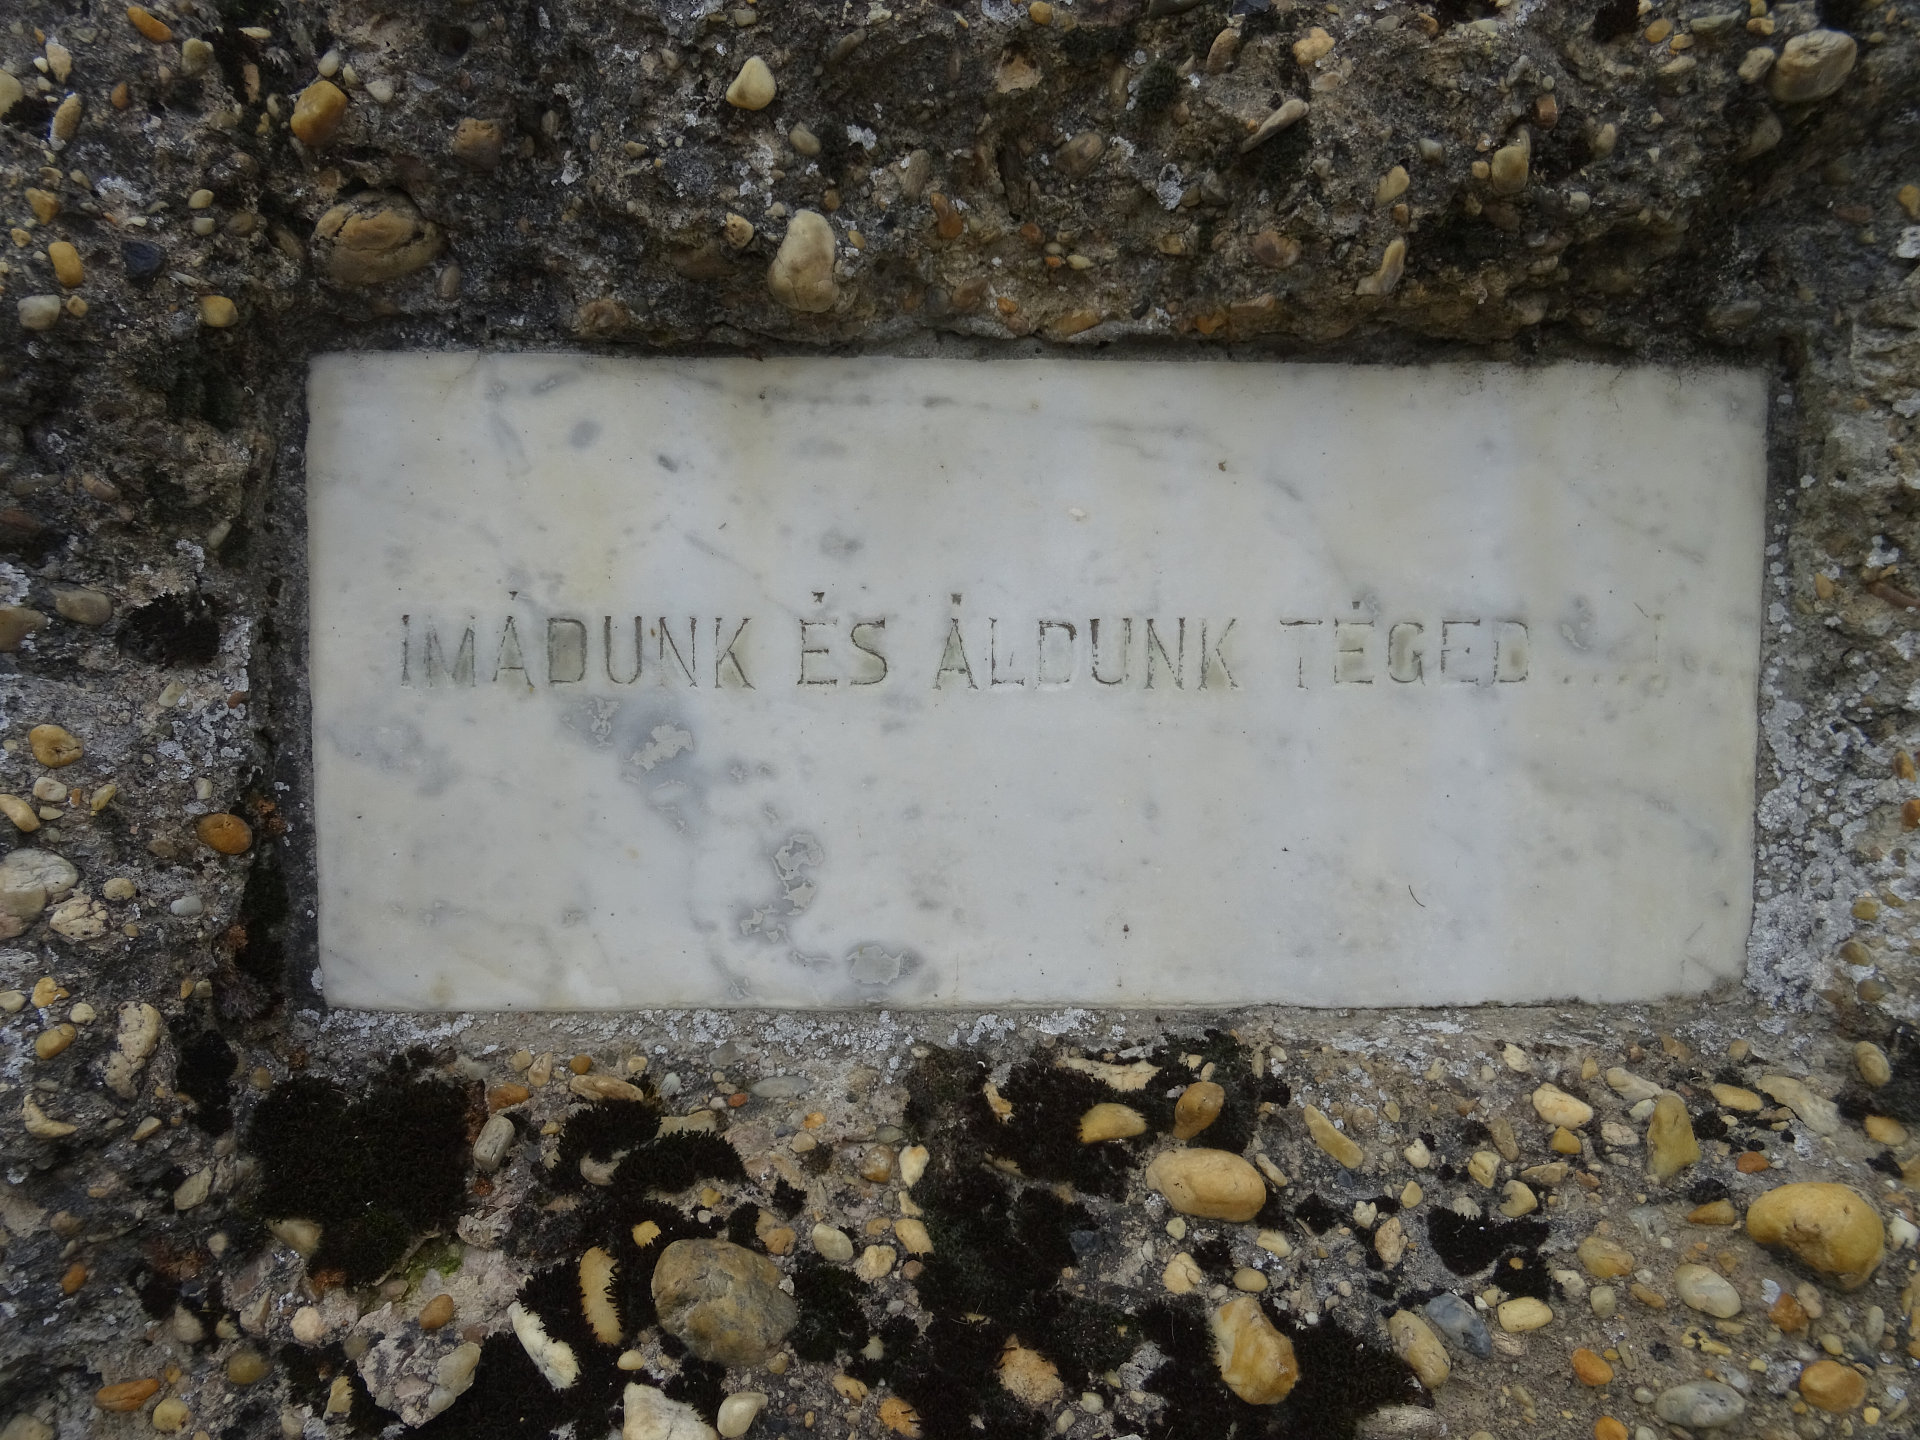 IMÁDUNK ÉS ÁLDUNK TÉGED ...!